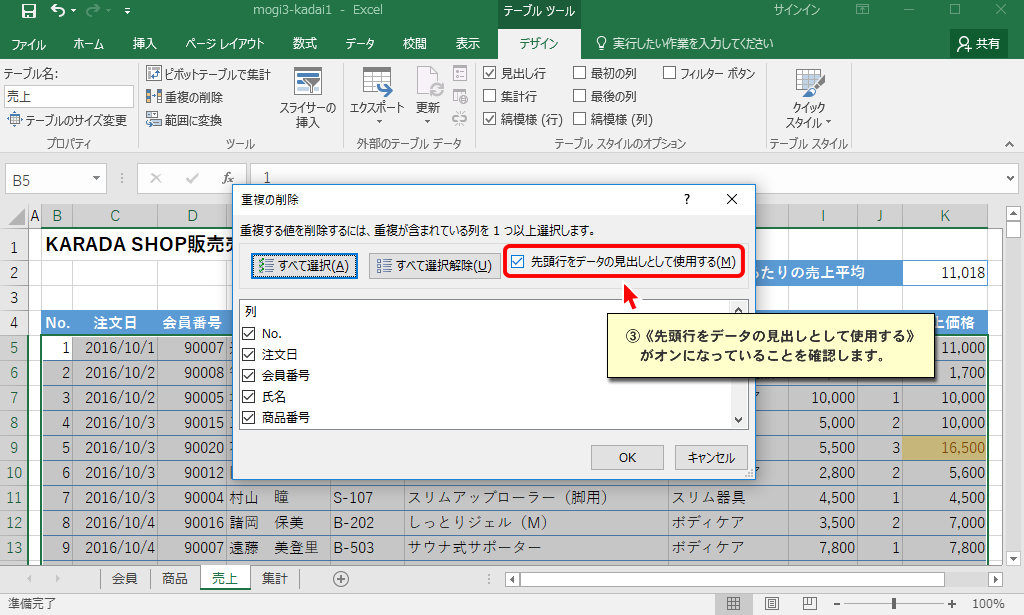 mogi3-kadai1 - Excel
テーブル ツール
サインイン
ファイル ホーム 挿入 ページ レイアウト 数式 データ 校閲 表示 デザイン 実行したい作業を入力してください 共有
テーブル名:
売上
テーブルのサイズ変更
プロパティ
ピボットテーブルで集計
重複の削除
範囲に変換
ツール
スライサーの
挿入
エクスポート
更新
外部のテーブル データ
見出し行 最初の列 フィルター ボタン
集計行 最後の列
縞模様 (行) 縞模様 (列)
テーブル スタイルのオプション
クイック
スタイル
テーブル スタイル
B5 fx 1
A B C D I J K
1 KARADA SHOP販売
2 たりの売上平均 11,018
3
4 No. 注文日 会員番号 上価格
5 1 2016/10/1 90007 11,000
6 2 2016/10/2 90008 1,700
7 3 2016/10/2 90005 10,000 1 10,000
8 4 2016/10/3 90015 5,000 2 10,000
9 5 2016/10/3 90020 5,500 3 16,500
10 6 2016/10/3 90012 2,800 2 5,600
11 7 2016/10/3 90004 村山 瞳 S-107 スリムアップローラー（脚用） スリム器具 4,500 1 4,500
12 8 2016/10/4 90016 諸岡 保美 B-202 しっとりジェル（M） ボディケア 3,500 2 7,000
13 9 2016/10/4 90007 遠藤 美登里 B-503 サウナ式サポーター ボディケア 7,800 1 7,800
重複の削除 ?
重複する値を削除するには、重複が含まれている列を 1 つ以上選択します。
すべて選択(A) すべて選択解除(U) 先頭行をデータの見出しとして使用する(M)
列
No.
注文日
会員番号
氏名
商品番号
OK キャンセル
③《先頭行をデータの見出しとして使用する》
がオンになっていることを確認します。
会員 商品 売上 集計
準備完了 100%